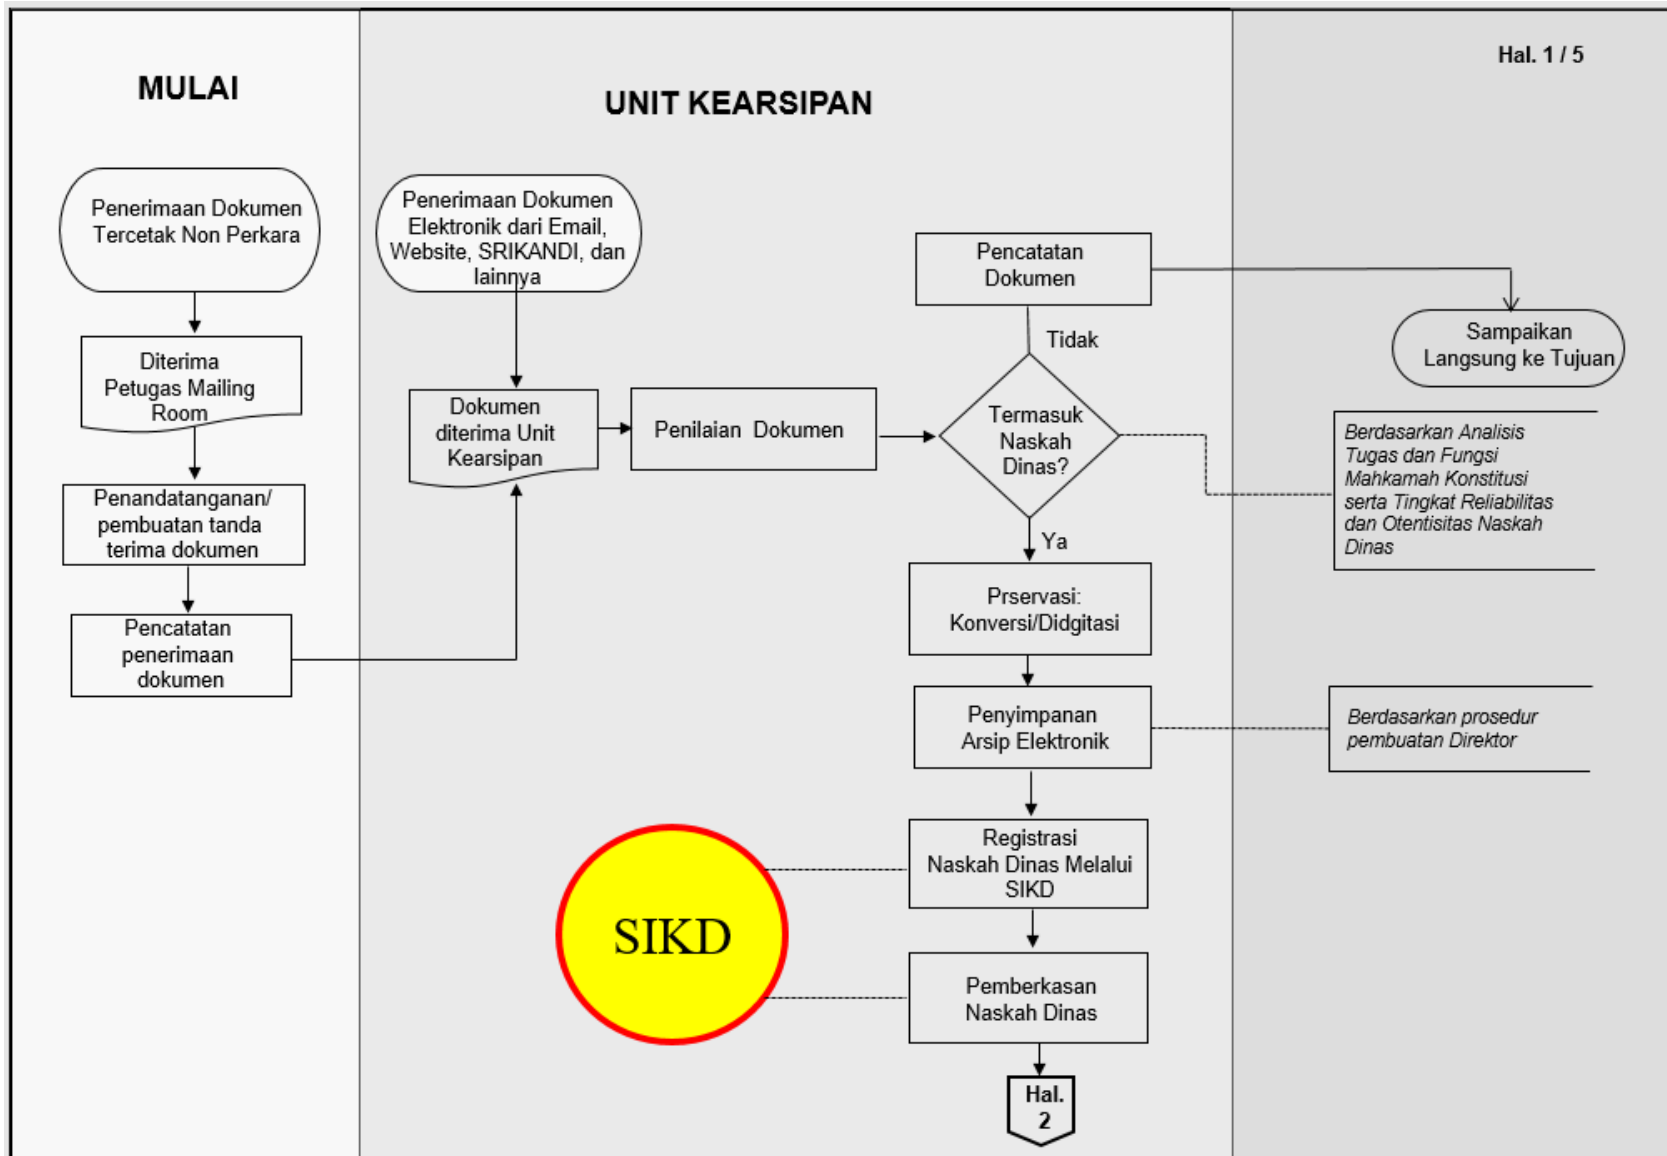 Hal. 1 / 5
MULAI
UNIT KEARSIPAN
Penerimaan Dokumen
Tercetak Non Perkara
Diterima
Petugas Mailing
Room
Penandatanganan/
pembuatan tanda
terima dokumen
Pencatatan
penerimaan
dokumen
Penerimaan Dokumen
Elektronik dari Email,
Website, SRIKANDI, dan
lainnya
Dokumen
diterima Unit
Kearsipan
Penilaian Dokumen
Termasuk
Naskah
Dinas?
Tidak
Pencatatan
Dokumen
Sampaikan
Langsung ke Tujuan
Berdasarkan Analisis
Tugas dan Fungsi
Mahkamah Konstitusi
serta Tingkat Reliabilitas
dan Otentisitas Naskah
Dinas
Ya
Prservasi:
Konversi/Didgitasi
Penyimpanan
Arsip Elektronik
Berdasarkan prosedur
pembuatan Direktor
Registrasi
Naskah Dinas Melalui
SIKD
SIKD
Pemberkasan
Naskah Dinas
Hal.
2